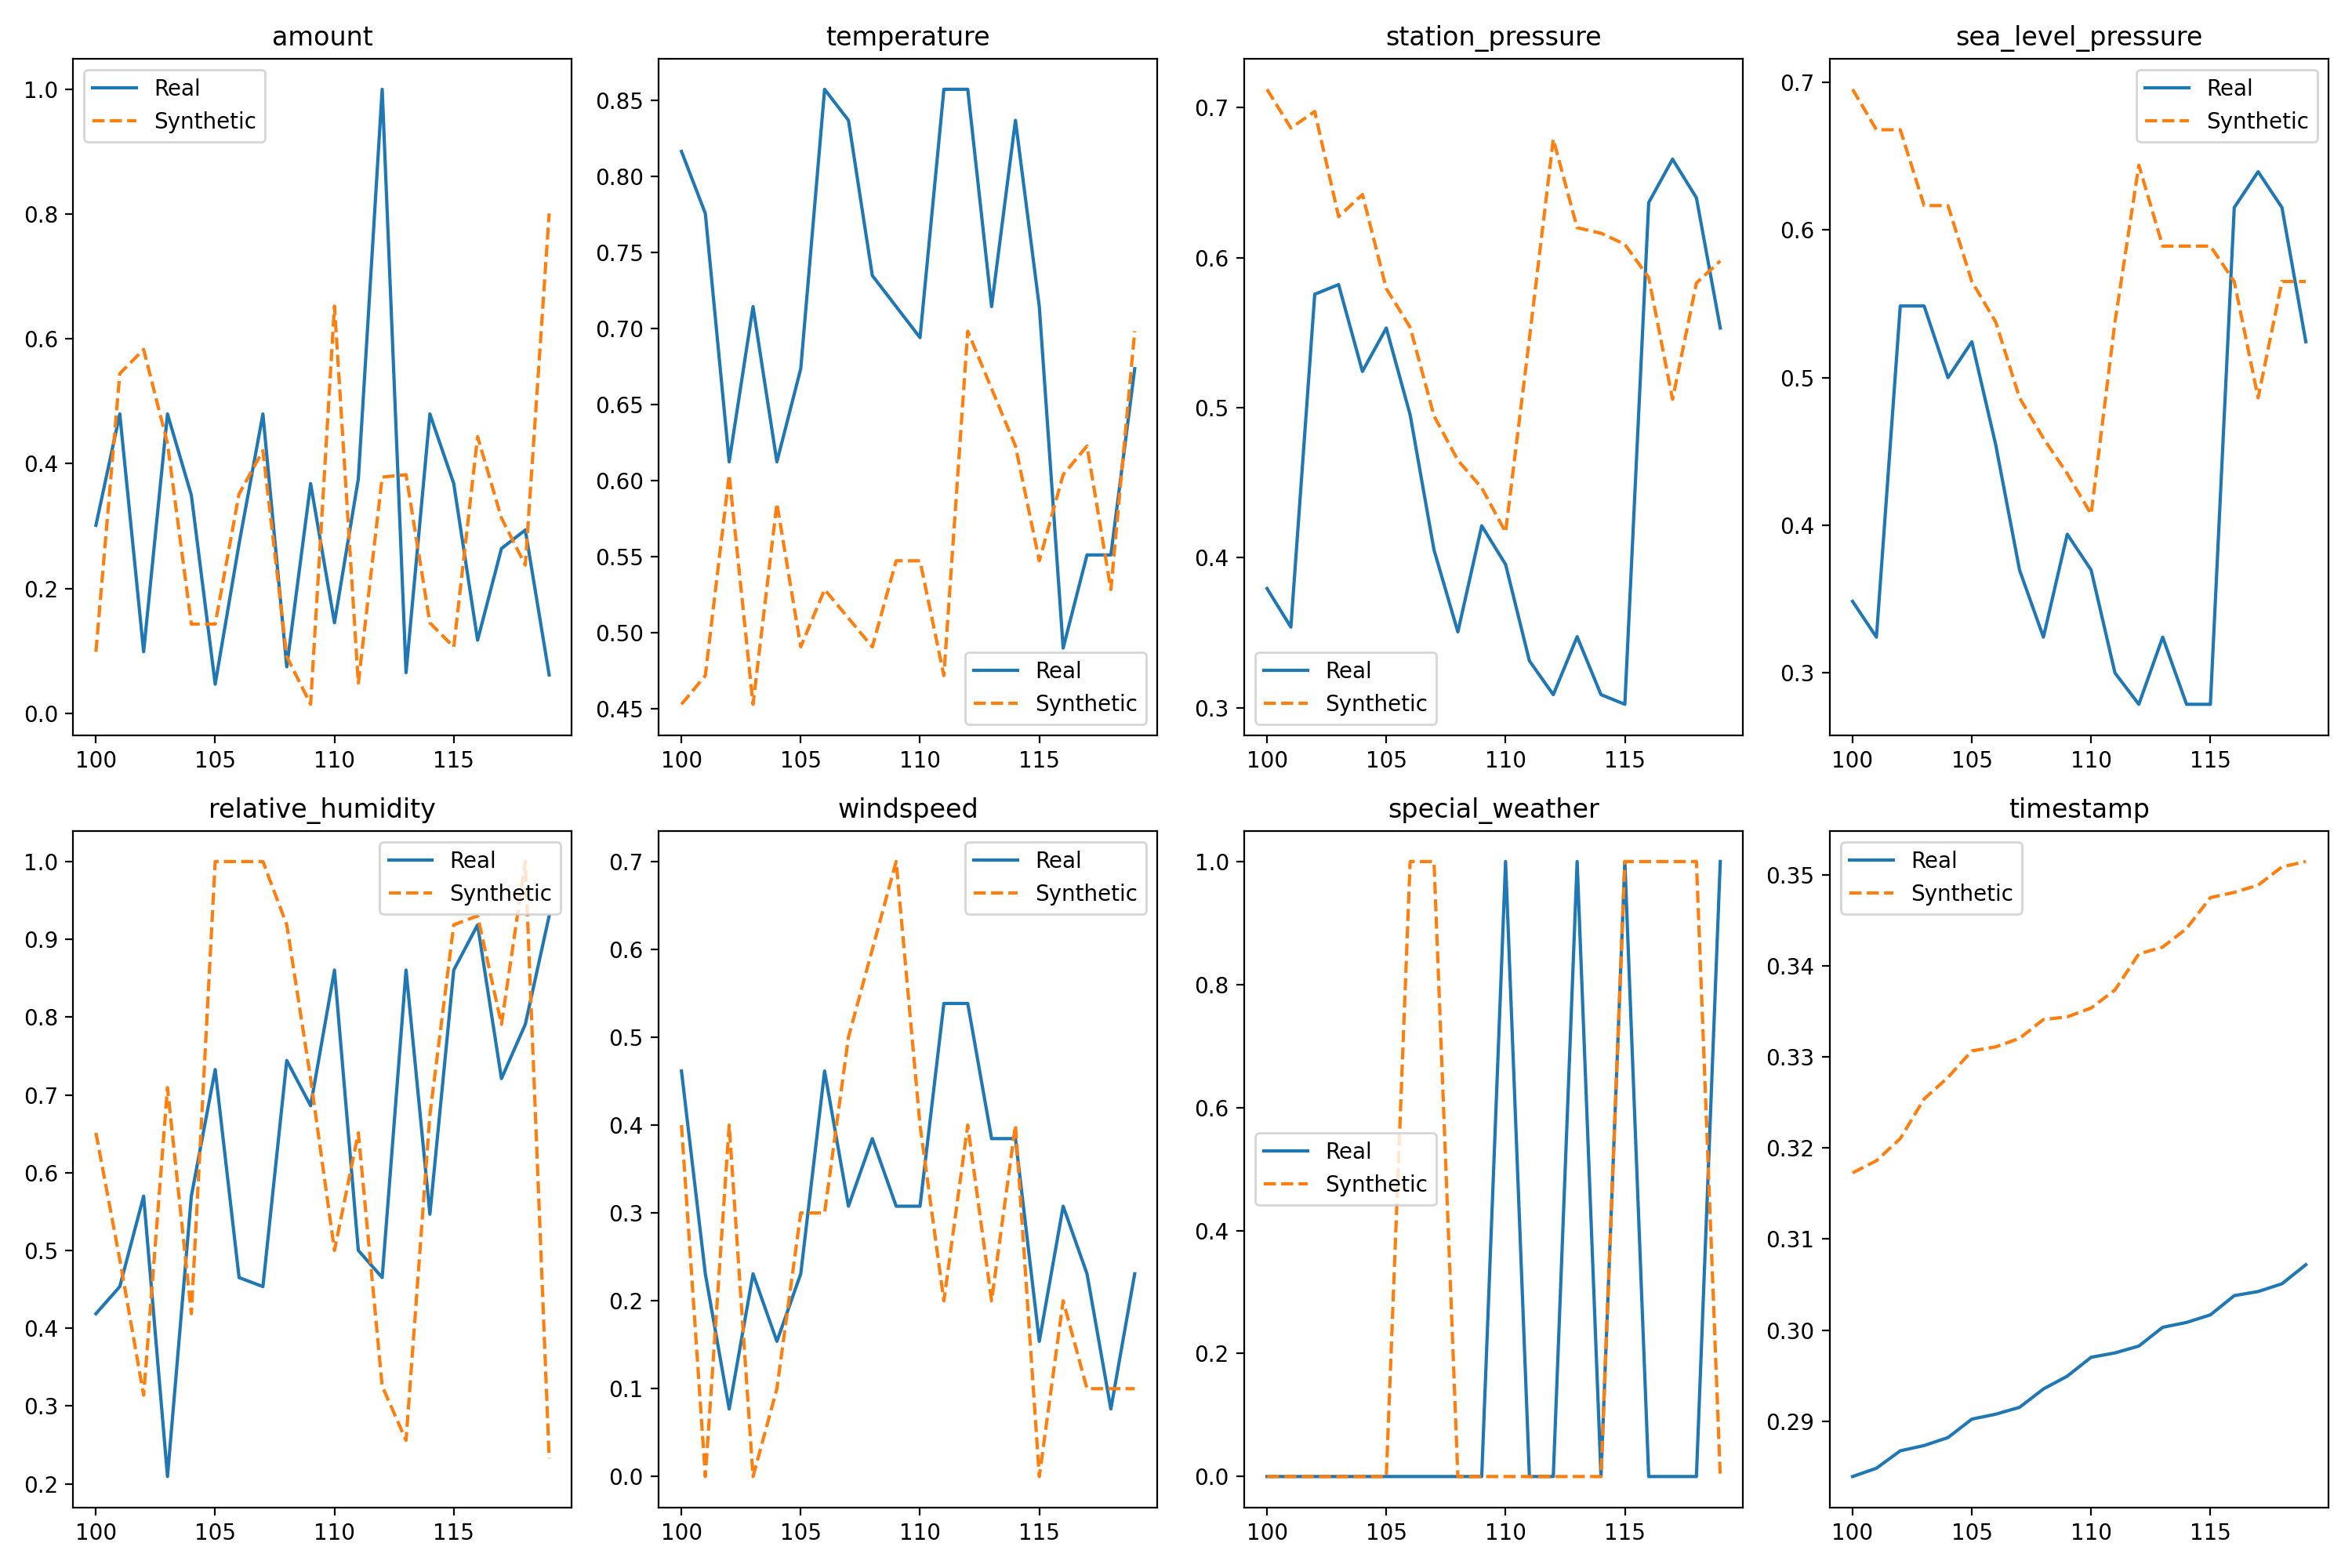 amount
1.0
0.8
0.6
0.4
0.2
0.0
Real
Synthetic
100 105 110 115
temperature
0.85
0.80
0.75
0.70
0.65
0.60
0.55
0.50
0.45
Real
Synthetic
100 105 110 115
station_pressure
0.7
0.6
0.5
0.4
0.3
Real
Synthetic
100 105 110 115
sea_level_pressure
0.7
0.6
0.5
0.4
0.3
Real
Synthetic
100 105 110 115
relative_humidity
1.0
0.9
0.8
0.7
0.6
0.5
0.4
0.3
0.2
Real
Synthetic
100 105 110 115
windspeed
0.7
0.6
0.5
0.4
0.3
0.2
0.1
0.0
Real
Synthetic
100 105 110 115
special_weather
1.0
0.8
0.6
0.4
0.2
0.0
Real
Synthetic
100 105 110 115
timestamp
0.35
0.34
0.33
0.32
0.31
0.30
0.29
Real
Synthetic
100 105 110 115